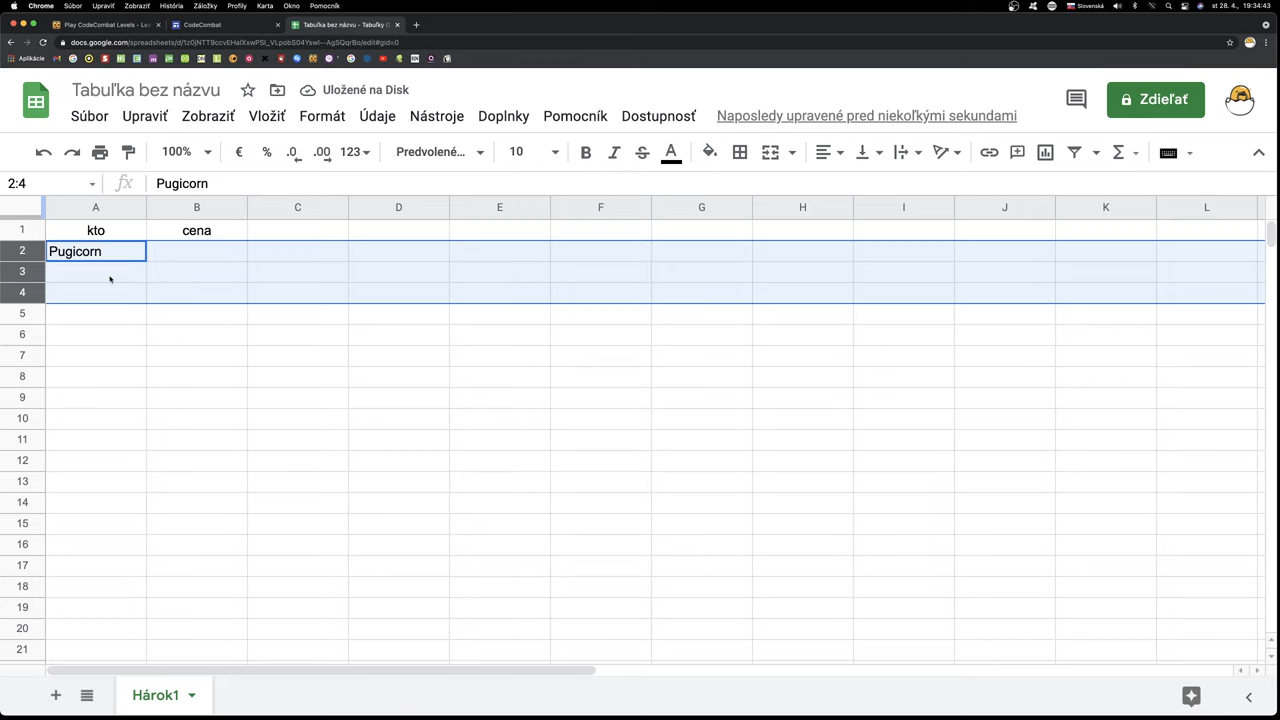 Chrome Súbor Upraviť Zobraziť História Záložky Profily Karta Okno Pomocník Slovenská st 28. 4., 19:34:43
Play CodeCombat Levels - Le CodeCombat Tabuľka bez názvu - Tabuľky
docs.google.com
Aplikácie
Tabuľka bez názvu Uložené na Disk
Súbor Upraviť Zobraziť Vložiť Formát Údaje Nástroje Doplnky Pomocník Dostupnosť Naposledy upravené pred niekoľkými sekundami Zdieľať
100% € % .0 .00 123 Predvolené... 10 B I S A Σ
2:4 fx Pugicorn
A B C D E F G H I J K L
1 kto cena
2 Pugicorn
3
4
5
6
7
8
9
10
11
12
13
14
15
16
17
18
19
20
21
+ Hárok1